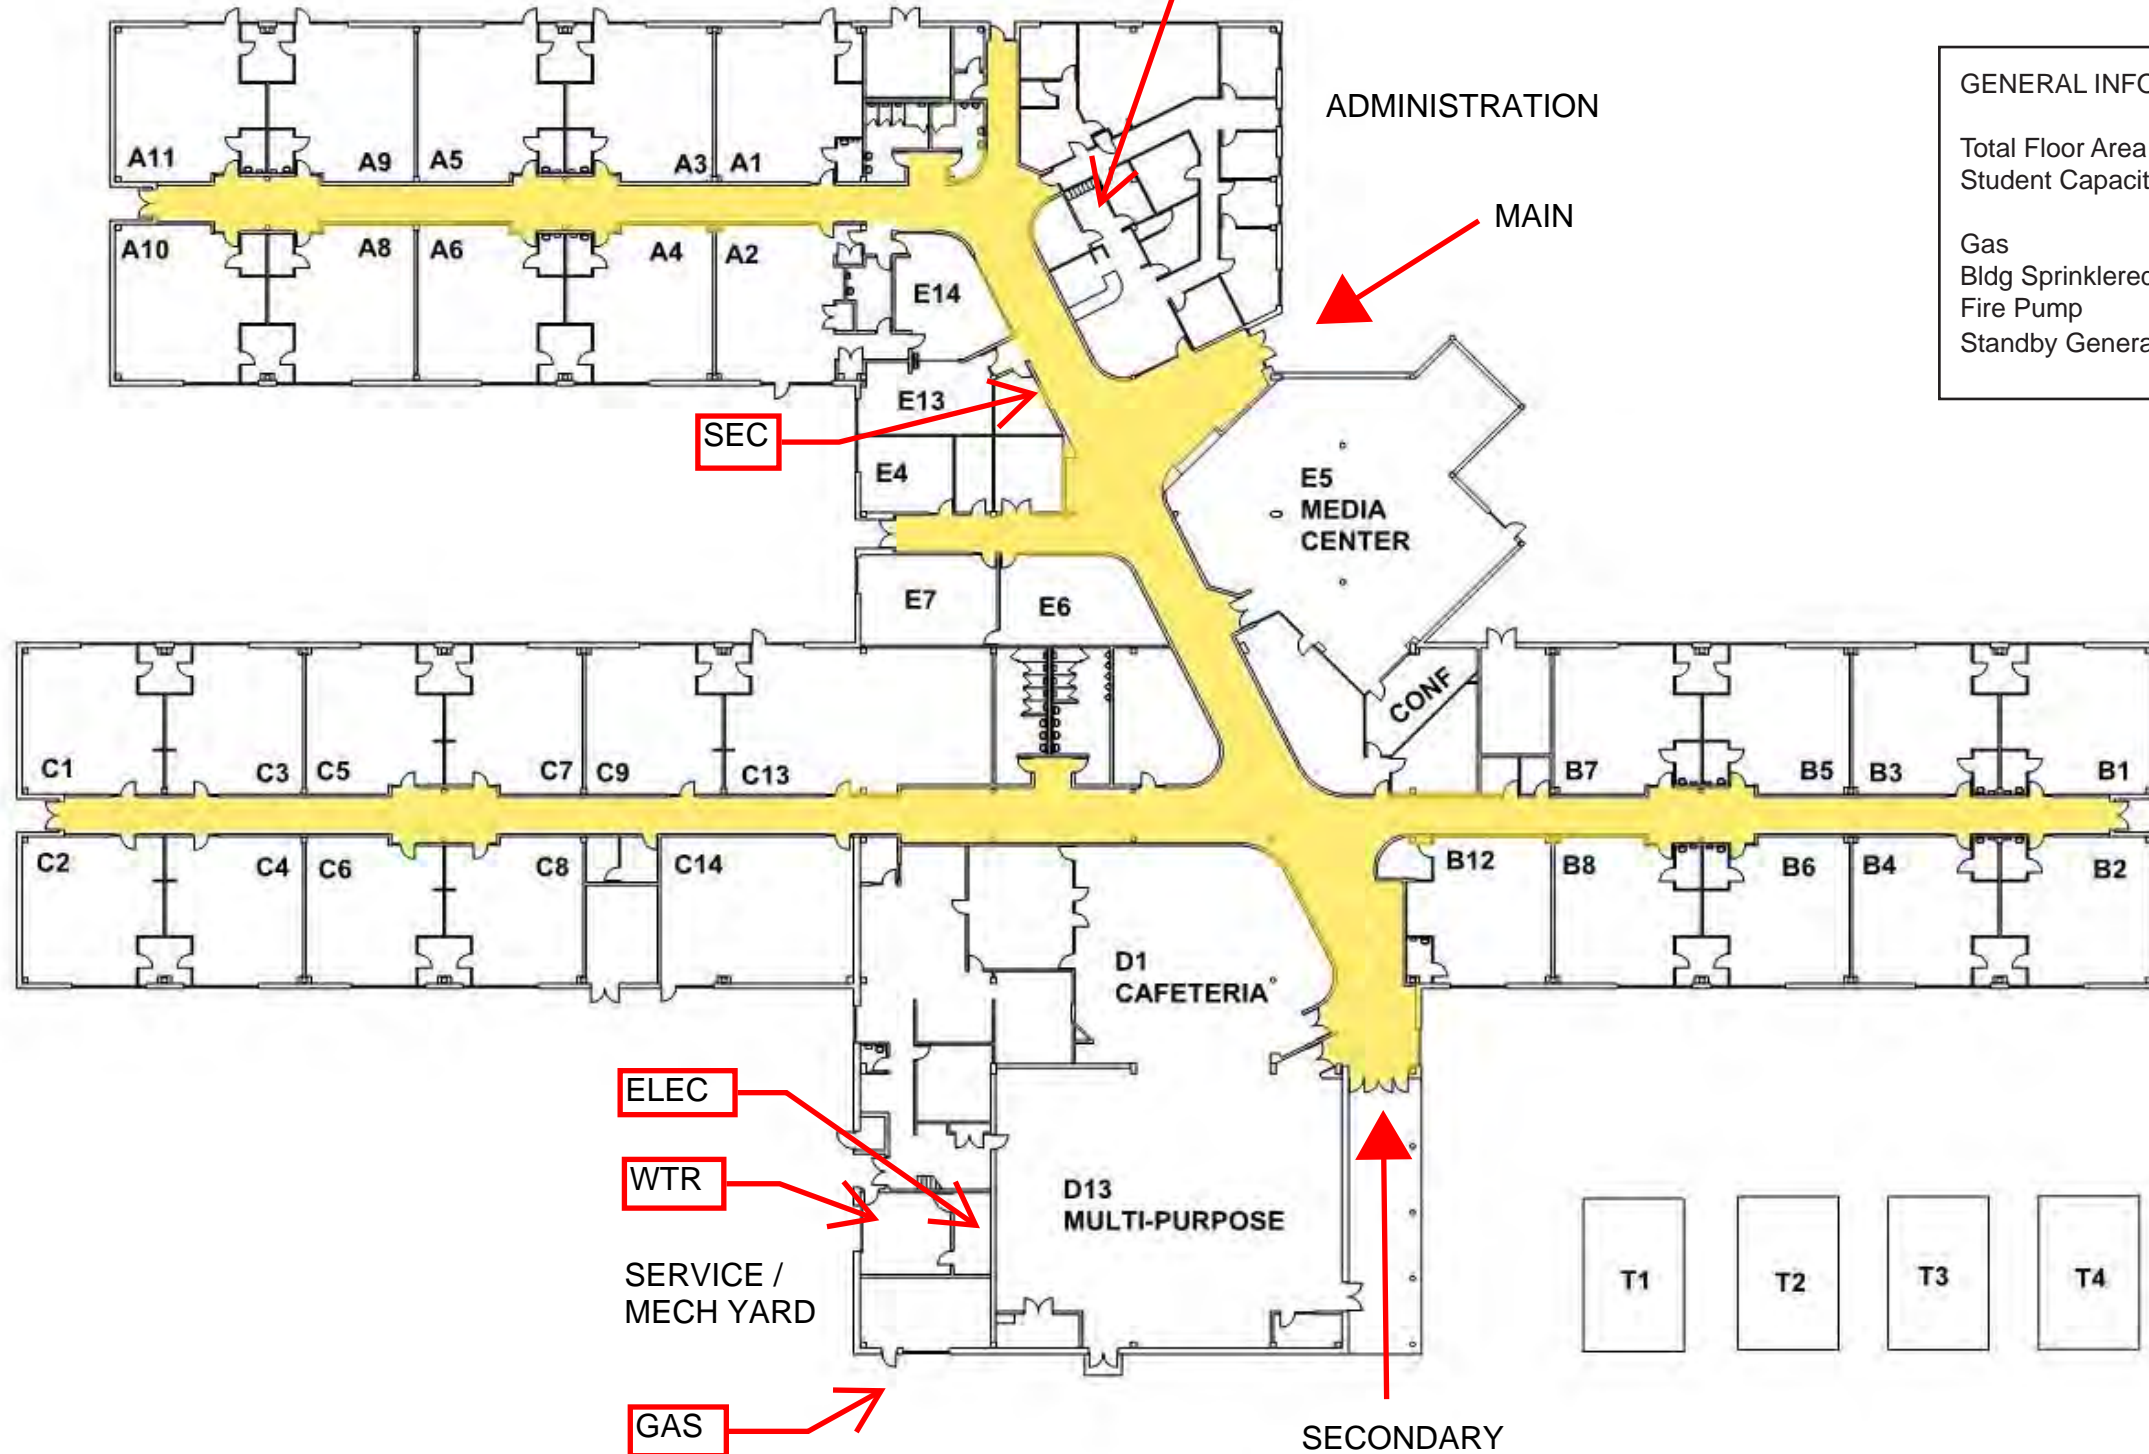 ADMINISTRATION
GENERAL INFO
Total Floor Area
Student Capacit
Gas
Bldg Sprinklered
Fire Pump
Standby Genera
MAIN
A11
A9
A5
A3
A1
A10
A8
A6
A4
A2
E14
SEC
E13
E4
E5
MEDIA
CENTER
E7
E6
CONF
C1
C3
C5
C7
C9
C13
B7
B5
B3
B1
C2
C4
C6
C8
C14
B12
B8
B6
B4
B2
D1
CAFETERIA
ELEC
WTR
D13
MULTI-PURPOSE
SERVICE /
MECH YARD
T1
T2
T3
T4
GAS
SECONDARY